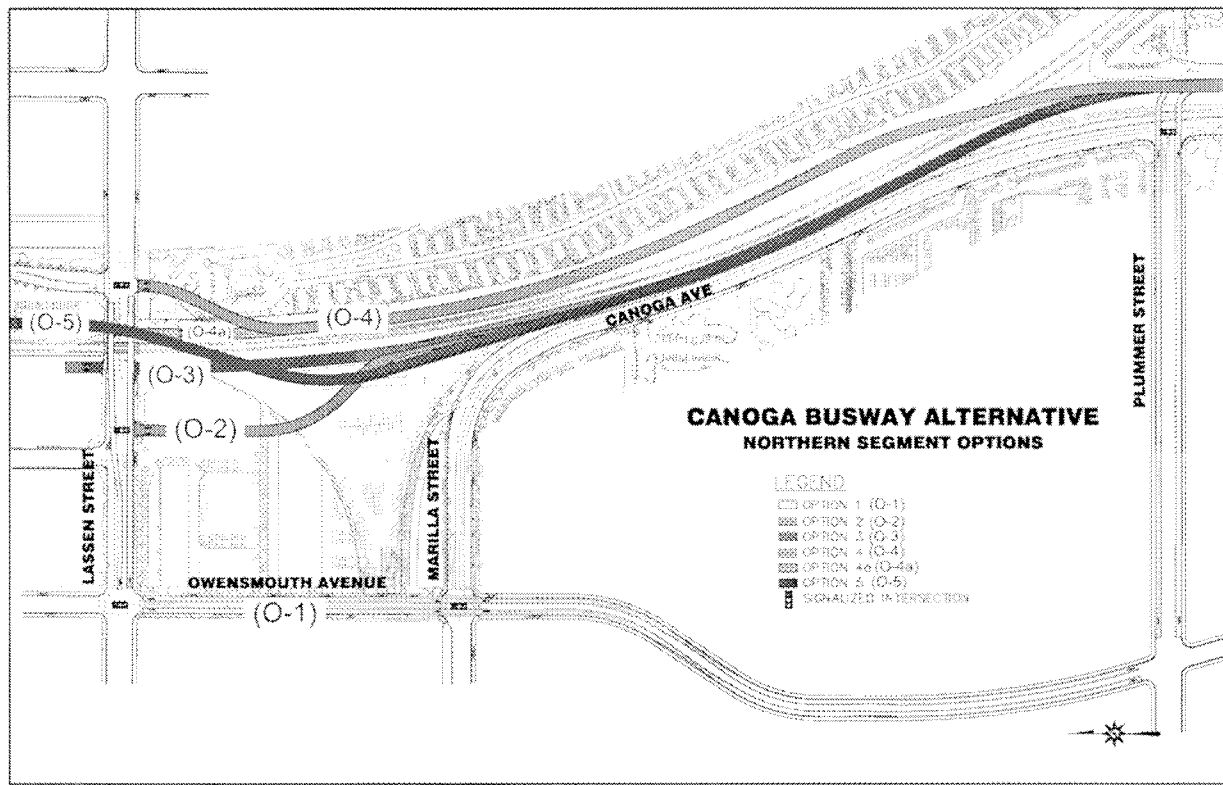 (O-5)
(O-4a)
(O-4)
(O-3)
(O-2)
CANOGA AVE
PLUMMER STREET
CANOGA BUSWAY ALTERNATIVE
NORTHERN SEGMENT OPTIONS
LASSEN STREET
MARILLA STREET
LEGEND
OPTION 1 (O-1)
OPTION 2 (O-2)
OPTION 3 (O-3)
OPTION 4 (O-4)
OPTION 4a (O-4a)
OPTION 5 (O-5)
SIGNALIZED INTERSECTION
OWENSMOUTH AVENUE
(O-1)